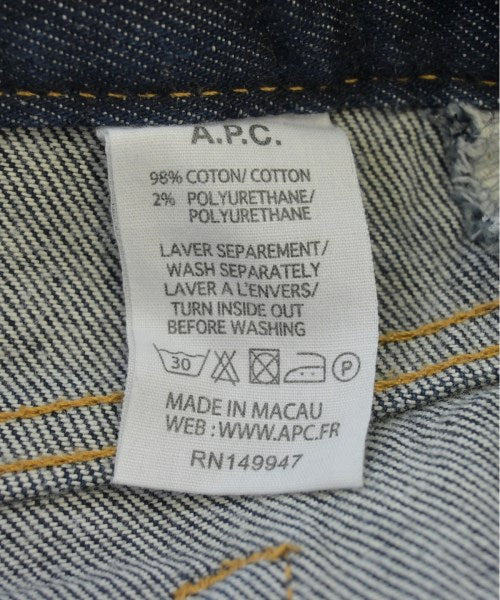 A.P.C.
98% COTON/ COTTON
2% POLYURETHANE/
POLYURETHANE
LAVER SEPAREMENT/
WASH SEPARATELY
LAVER A L'ENVERS/
TURN INSIDE OUT
BEFORE WASHING
30 P
MADE IN MACAU
WEB : WWW.APC.FR
RN149947